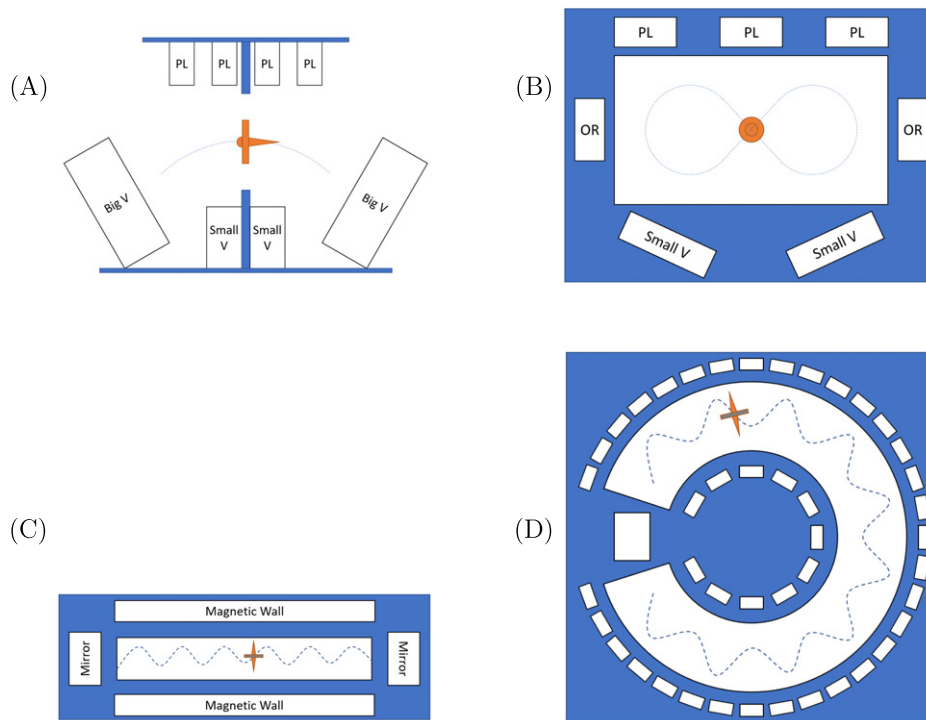 (A)
PL
PL
PL
PL
Big V
Small
V
Small
V
Big V
(B)
PL
PL
PL
OR
OR
Small V
Small V
(C)
Magnetic Wall
Mirror
Mirror
Magnetic Wall
(D)